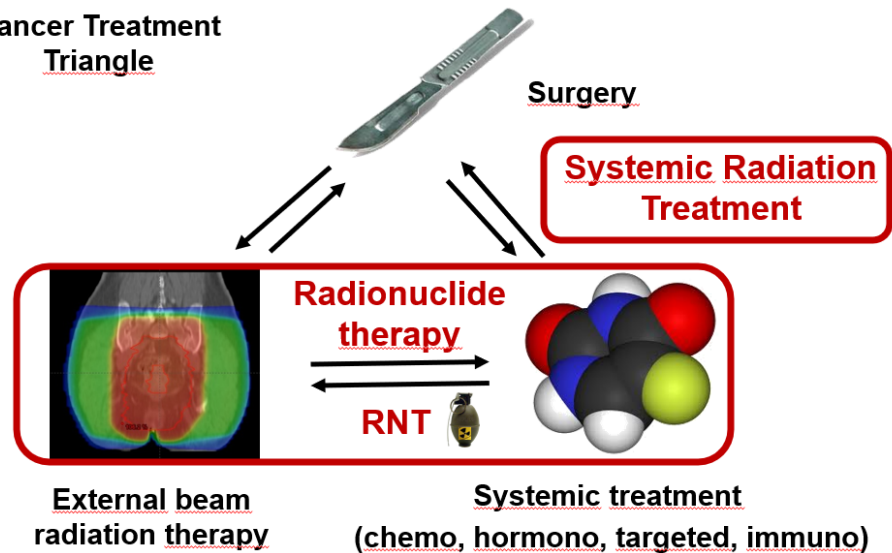 ancer Treatment
Triangle
Surgery
Systemic Radiation
Treatment
Radionuclide
therapy
RNT
External beam
radiation therapy
Systemic treatment
(chemo, hormono, targeted, immuno)